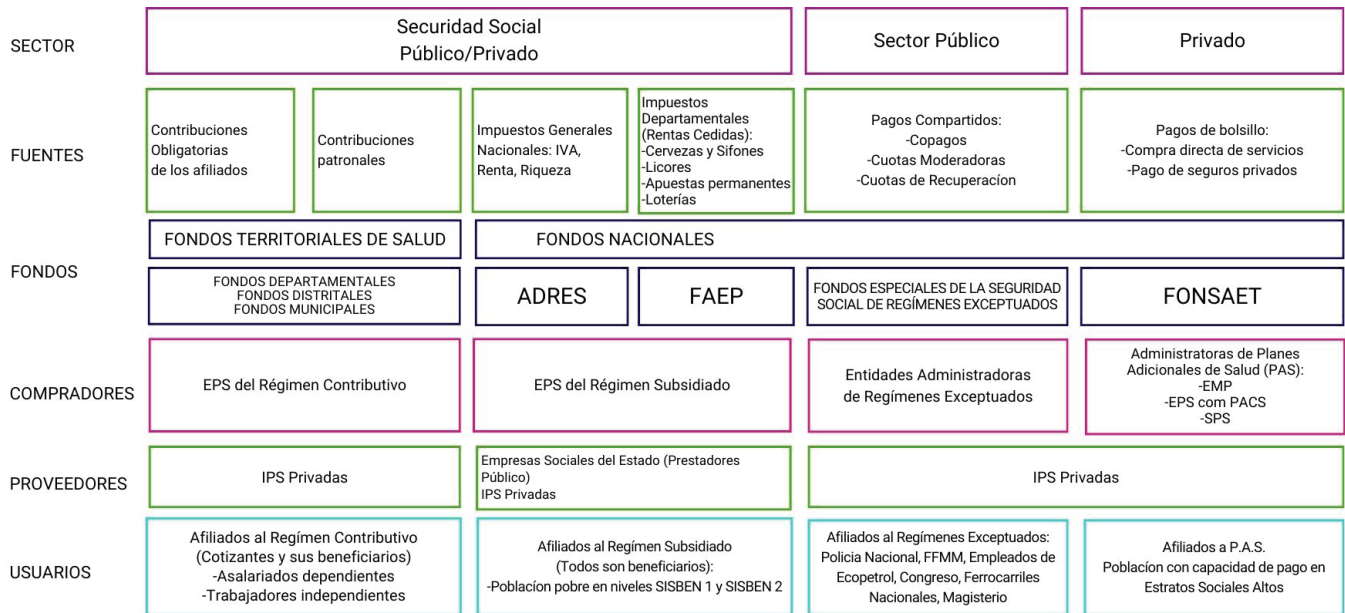 SECTOR
Securidad Social
Público/Privado
Sector Público
Privado
FUENTES
Contribuciones
Obligatorias
de los afiliados
Contribuciones
patronales
Impuestos Generales
Nacionales: IVA,
Renta, Riqueza
Impuestos
Departamentales
(Rentas Cedidas):
-Cervezas y Sifones
-Licores
-Apuestas permanentes
-Loterías
Pagos Compartidos:
-Copagos
-Cuotas Moderadoras
-Cuotas de Recuperacíon
Pagos de bolsillo:
-Compra directa de servicios
-Pago de seguros privados
FONDOS
FONDOS TERRITORIALES DE SALUD
FONDOS NACIONALES
FONDOS DEPARTAMENTALES
FONDOS DISTRITALES
FONDOS MUNICIPALES
ADRES
FAEP
FONDOS ESPECIALES DE LA SEGURIDAD
SOCIAL DE REGÍMENES EXCEPTUADOS
FONSAET
COMPRADORES
EPS del Régimen Contributivo
EPS del Régimen Subsidiado
Entidades Administradoras
de Regímenes Exceptuados
Administratoras de Planes
Adicionales de Salud (PAS):
-EMP
-EPS com PACS
-SPS
PROVEEDORES
IPS Privadas
Empresas Sociales del Estado (Prestadores
Público)
IPS Privadas
IPS Privadas
USUARIOS
Afiliados al Regímen Contributivo
(Cotizantes y sus beneficiarios)
-Asalariados dependientes
-Trabajadores independientes
Afiliados al Regímen Subsidiado
(Todos son beneficiarios):
-Poblacíon pobre en niveles SISBEN 1 y SISBEN 2
Afiliados al Regímenes Exceptuados:
Policia Nacional, FFMM, Empleados de
Ecopetrol, Congreso, Ferrocarriles
Nacionales, Magisterio
Afiliados a P.A.S.
Poblacíon con capacidad de pago en
Estratos Sociales Altos